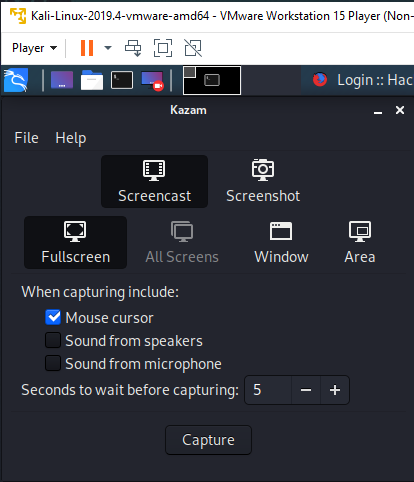 Kali-Linux-2019.4-vmware-amd64 - VMware Workstation 15 Player (Non-
Player
Login :: Hac
Kazam
File Help
Screencast Screenshot
Fullscreen All Screens Window Area
When capturing include:
Mouse cursor
Sound from speakers
Sound from microphone
Seconds to wait before capturing: 5 − +
Capture